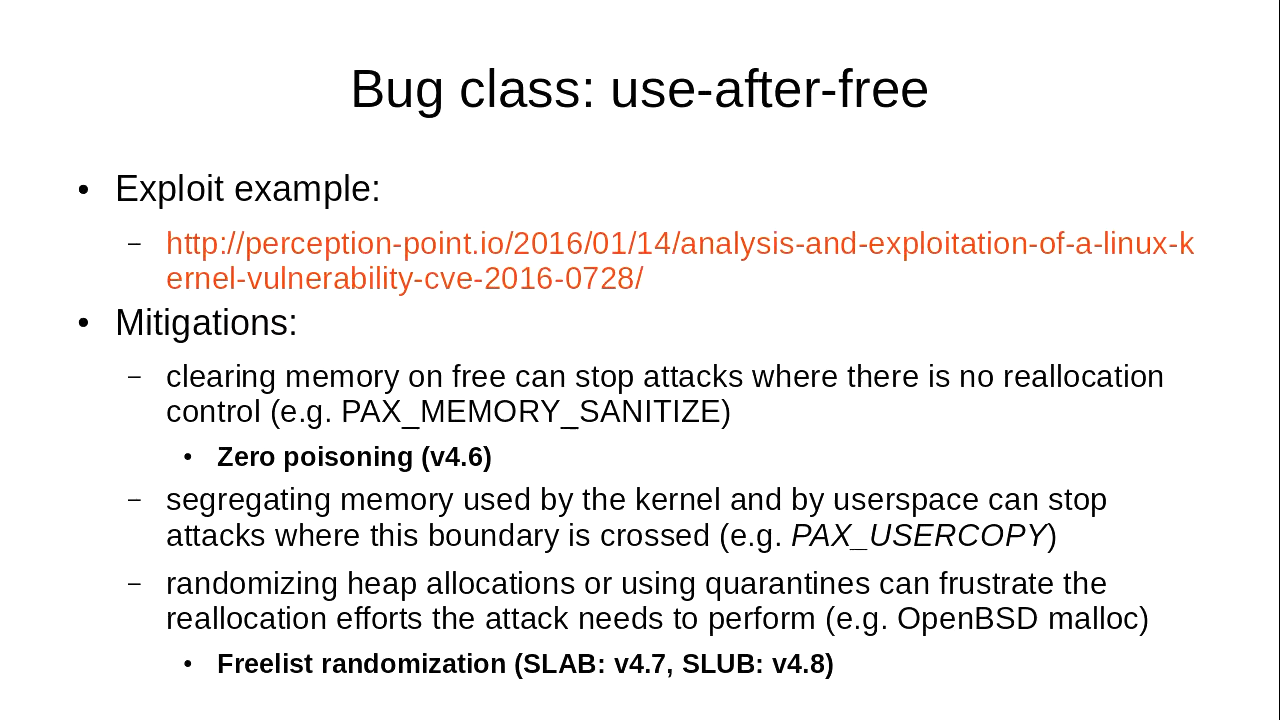 Bug class: use-after-free
• Exploit example:
– http://perception-point.io/2016/01/14/analysis-and-exploitation-of-a-linux-k
ernel-vulnerability-cve-2016-0728/
• Mitigations:
– clearing memory on free can stop attacks where there is no reallocation
control (e.g. PAX_MEMORY_SANITIZE)
• Zero poisoning (v4.6)
– segregating memory used by the kernel and by userspace can stop
attacks where this boundary is crossed (e.g. PAX_USERCOPY)
– randomizing heap allocations or using quarantines can frustrate the
reallocation efforts the attack needs to perform (e.g. OpenBSD malloc)
• Freelist randomization (SLAB: v4.7, SLUB: v4.8)